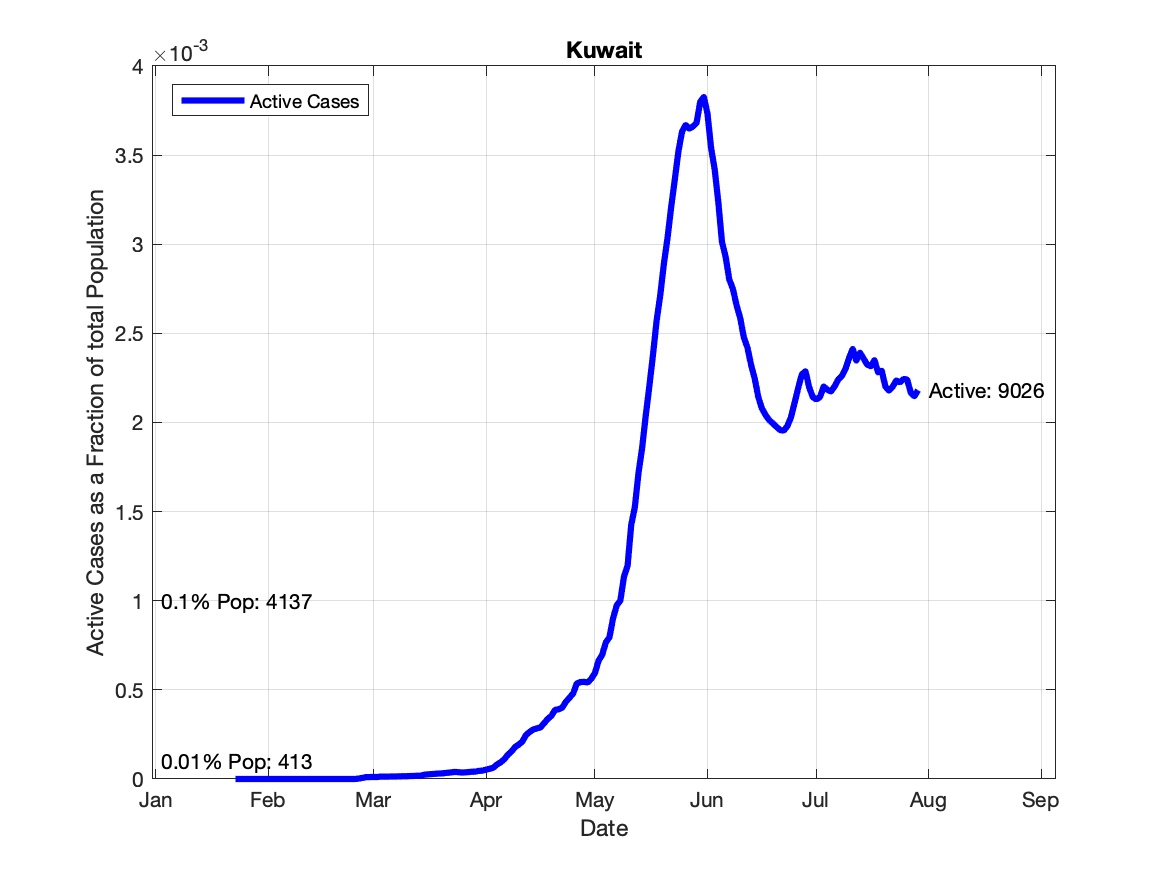 Kuwait
×10-3
Active Cases
4
3.5
3
2.5
2
1.5
1
0.5
0
Active Cases as a Fraction of total Population
Active: 9026
0.1% Pop: 4137
0.01% Pop: 413
Jan Feb Mar Apr May Jun Jul Aug Sep
Date